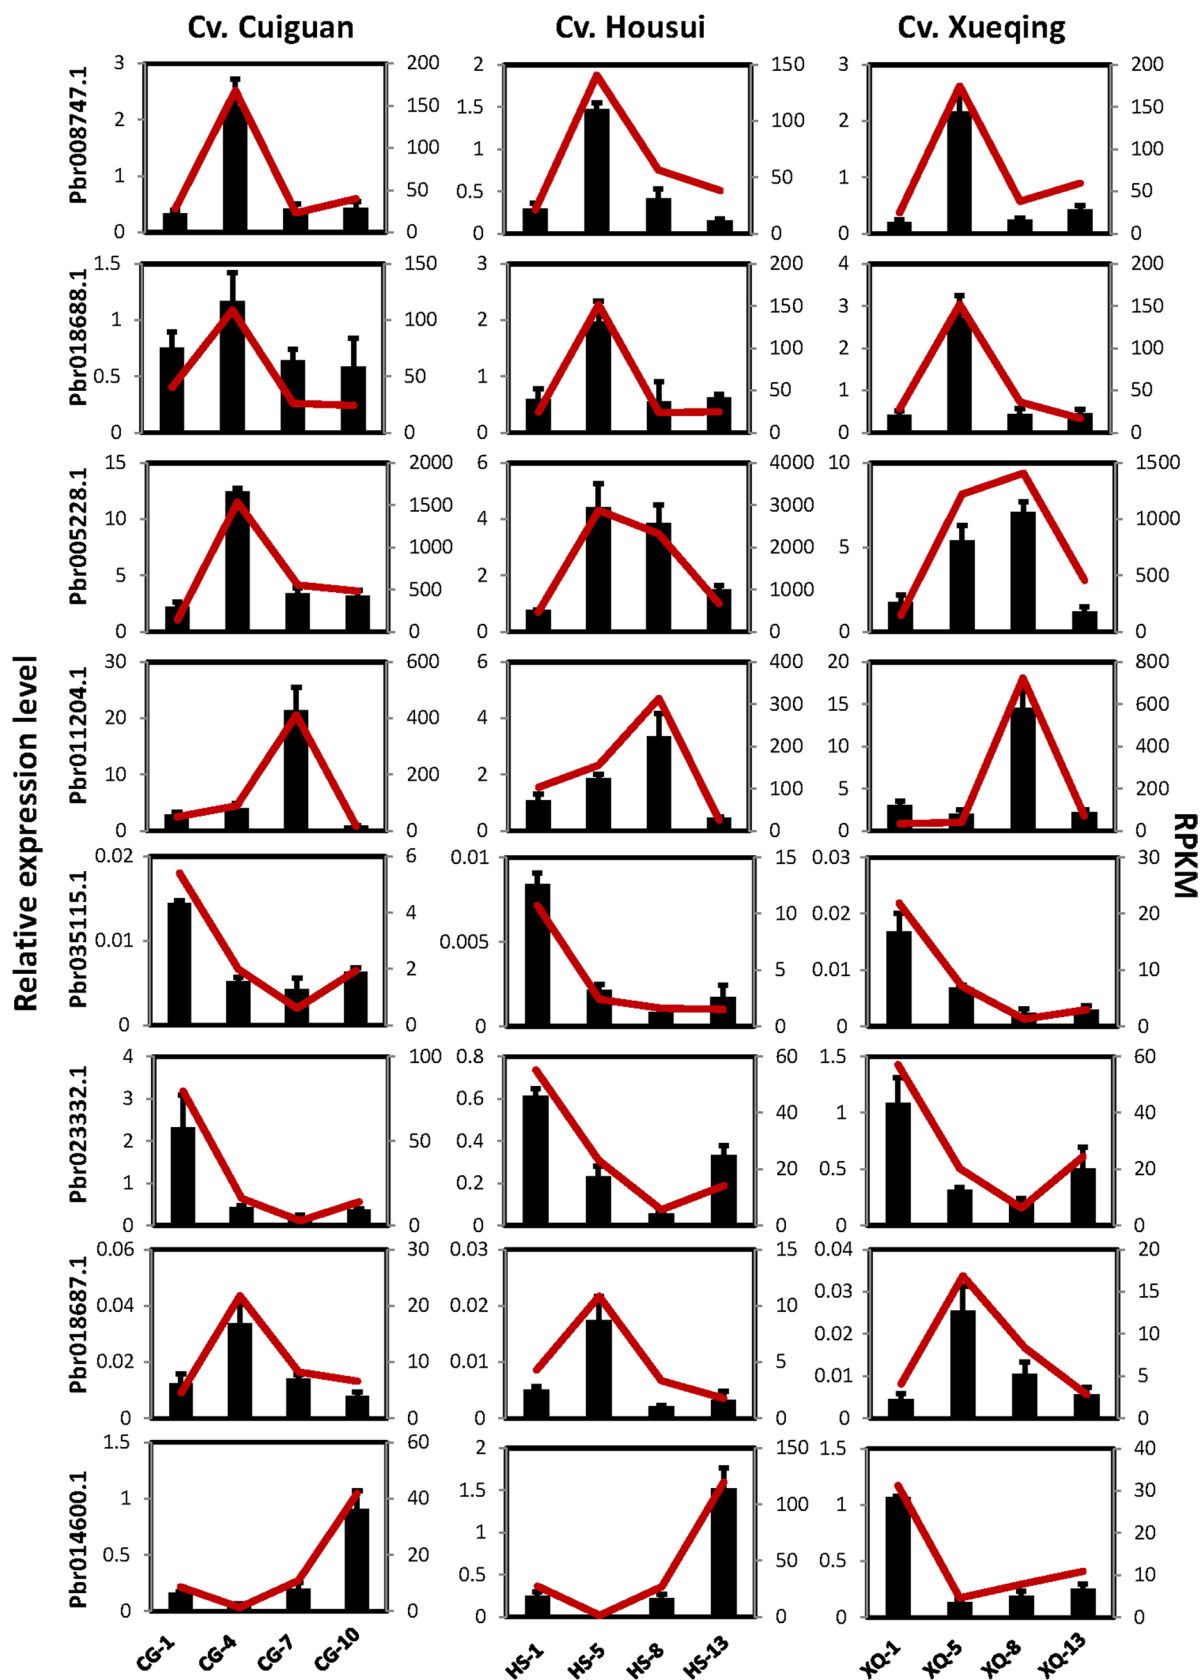 Cv. Cuiguan Cv. Housui Cv. Xueqing
Relative expression level
RPKM
Pbr008747.1
3 2 1 0
200 150 100 50 0
2 1.5 1 0.5 0
150 100 50 0
3 2 1 0
200 150 100 50 0
Pbr018688.1
1.5 1 0.5 0
150 100 50 0
3 2 1 0
200 150 100 50 0
4 3 2 1 0
200 150 100 50 0
Pbr005228.1
15 10 5 0
2000 1500 1000 500 0
6 4 2 0
4000 3000 2000 1000 0
10 5 0
1500 1000 500 0
Pbr011204.1
30 20 10 0
600 400 200 0
6 4 2 0
400 300 200 100 0
20 15 10 5 0
800 600 400 200 0
Pbr035115.1
0.02 0.01 0
6 4 2 0
0.01 0.005 0
15 10 5 0
0.03 0.02 0.01 0
30 20 10 0
Pbr023332.1
4 3 2 1 0
100 50 0
0.8 0.6 0.4 0.2 0
60 40 20 0
1.5 1 0.5 0
60 40 20 0
Pbr018687.1
0.06 0.04 0.02 0
30 20 10 0
0.03 0.02 0.01 0
15 10 5 0
0.04 0.03 0.02 0.01 0
20 15 10 5 0
Pbr014600.1
1.5 1 0.5 0
60 40 20 0
2 1.5 1 0.5 0
150 100 50 0
1.5 1 0.5 0
40 30 20 10 0
CG-1 CG-4 CG-7 CG-10 HS-1 HS-5 HS-8 HS-13 XQ-1 XQ-5 XQ-8 XQ-13